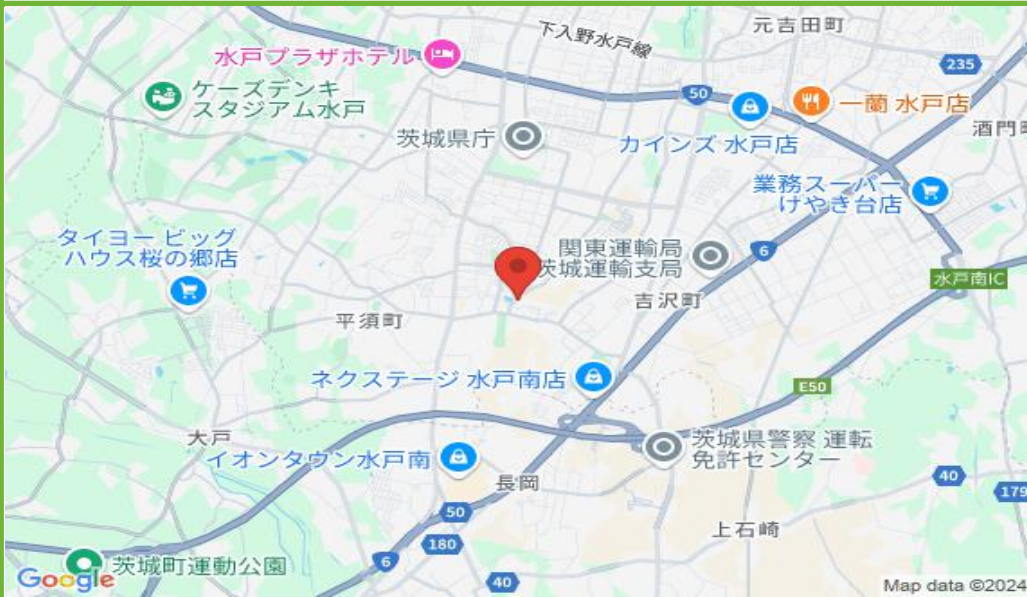 下入野水戸線
元吉田町
水戸プラザホテル
235
ケーズデンキ
スタジアム水戸
50
一蘭 水戸店
茨城県庁
カインズ 水戸店
酒門町
業務スーパー
けやき台店
タイヨー ビッグ
ハウス桜の郷店
関東運輸局
茨城運輸支局
6
水戸南IC
吉沢町
平須町
ネクステージ 水戸南店
E50
大戸
茨城県警察 運転
免許センター
イオンタウン水戸南
長岡
40
179
50
上石崎
180
6
茨城町運動公園
40
Google
Map data ©2024